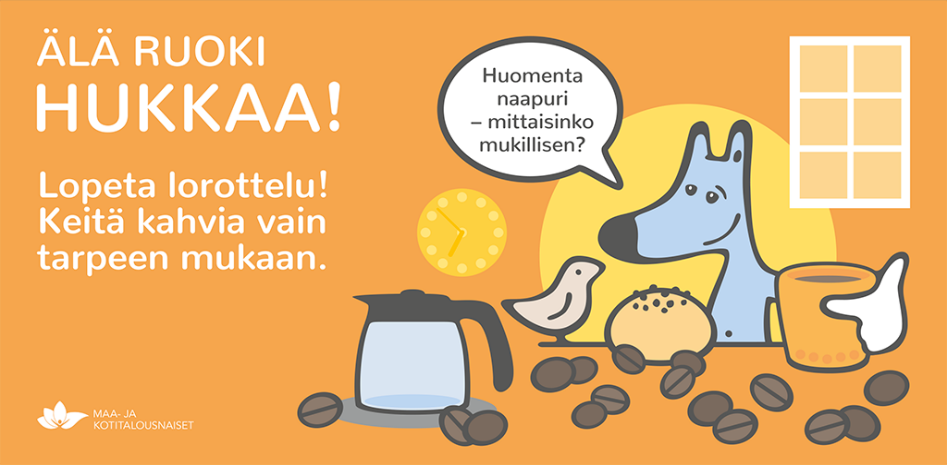 ÄLÄ RUOKI
HUKKAA!
Lopeta lorottelu!
Keitä kahvia vain
tarpeen mukaan.
Huomenta
naapuri
– mittaisinko
mukillisen?
MAA- JA
KOTITALOUSNAISET